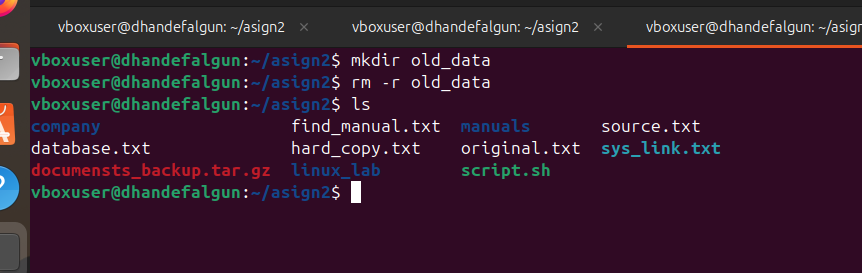 vboxuser@dhandefalgun: ~/asign2 × vboxuser@dhandefalgun: ~/asign2 × vboxuser@dhandefalgun: ~/asign
vboxuser@dhandefalgun:~/asign2$ mkdir old_data
vboxuser@dhandefalgun:~/asign2$ rm -r old_data
vboxuser@dhandefalgun:~/asign2$ ls
company find_manual.txt manuals source.txt
database.txt hard_copy.txt original.txt sys_link.txt
documensts_backup.tar.gz linux_lab script.sh
vboxuser@dhandefalgun:~/asign2$